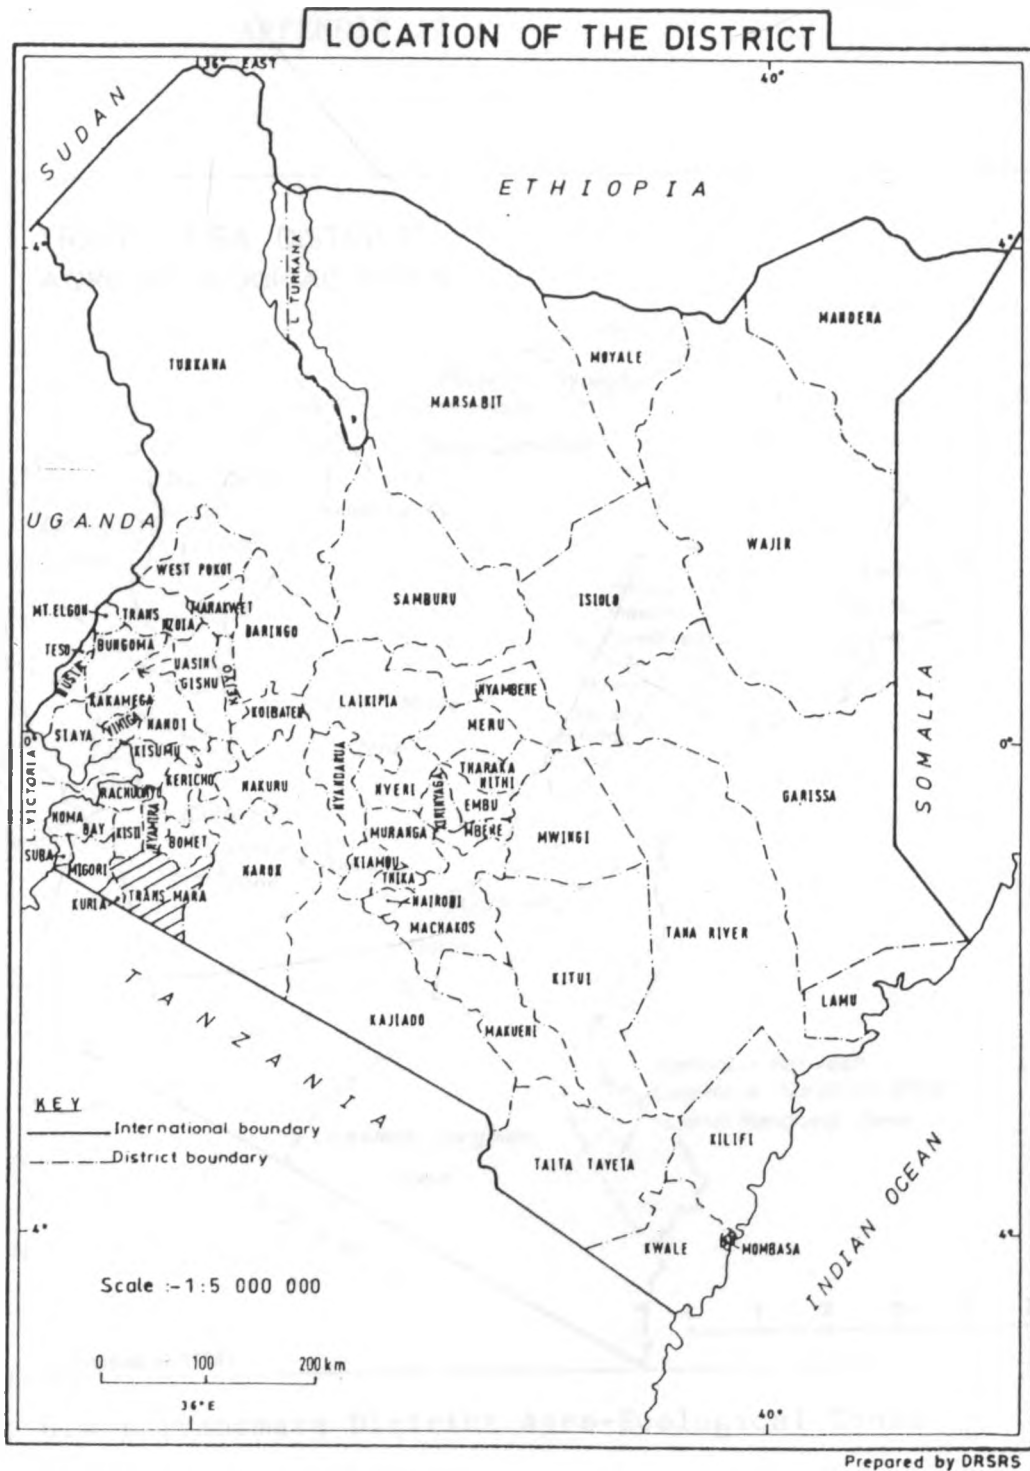 LOCATION OF THE DISTRICT
36° EAST
40°
SUDAN
ETHIOPIA
4°
4°
L TURKANA
MANDERA
TURKANA
MOYALE
MARSABIT
UGANDA
WAJIR
WEST POKOT
SAMBURU
ISIOLO
MT.ELGON
TRANS
NZOIA
MARAKWET
BARINGO
TESO
BUNGOMA
BUSIA
UASIN
GISHU
KEIYO
NYAMBENE
KAKAMEGA
LAIKIPIA
KOIBATEK
SIAYA
VIHIGA
NANDI
MERU
0°
0°
KISUMU
VICTORIA
SOMALIA
KERICHO
NAKURU
NYANDARUA
THARAKA
NITHI
RACHUONYO
NYERI
KIRINYAGA
EMBU
GARISSA
HOMA
BAY
KISII
NYAMIRA
BOMET
MURANGA
MBERE
MWINGI
SUBA
MIGORI
NAROK
KIAMBU
THIKA
KURIA
TRANS MARA
NAIROBI
MACHAKOS
TANA RIVER
KITUI
LAMU
TANZANIA
KAJIADO
MAKUENI
KEY
International boundary
District boundary
KILIFI
TAITA TAVETA
INDIAN OCEAN
4°
4°
KWALE
MOMBASA
Scale :-1:5 000 000
0 100 200 km
36°E
40°
Prepared by DRSRS